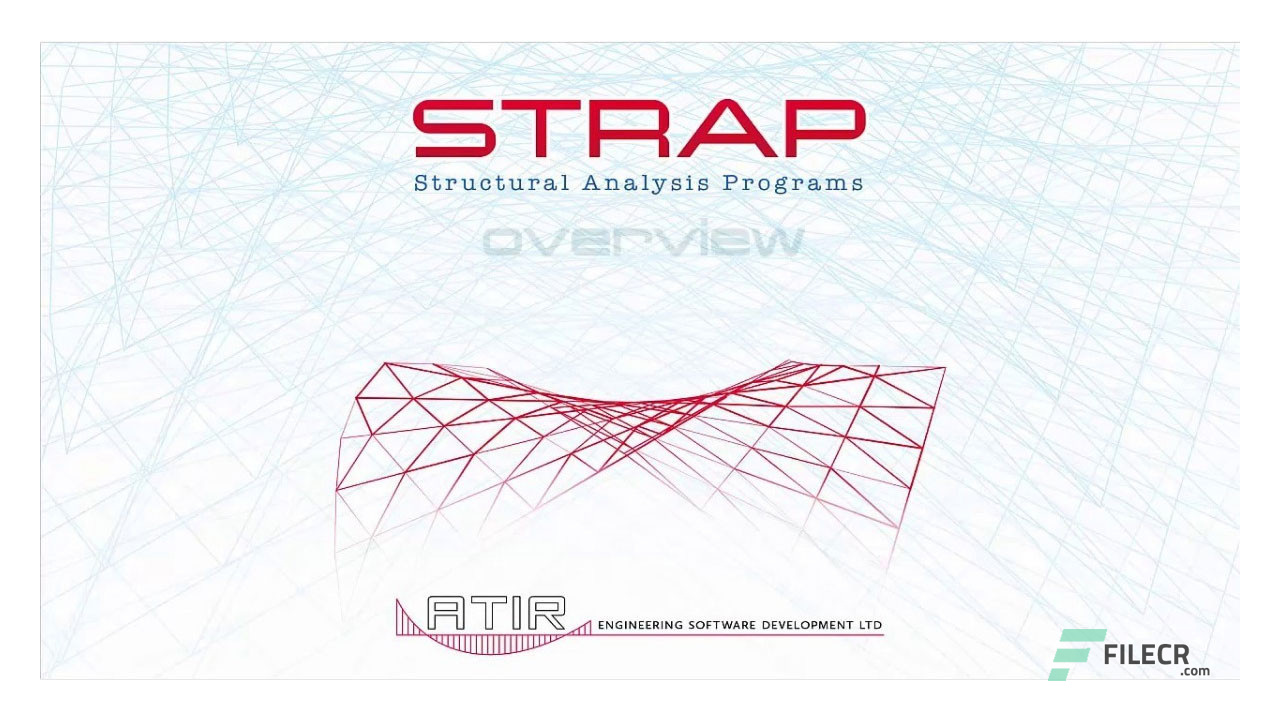 STRAP
Structural Analysis Programs
overview
ATIR ENGINEERING SOFTWARE DEVELOPMENT LTD
FILECR
.com